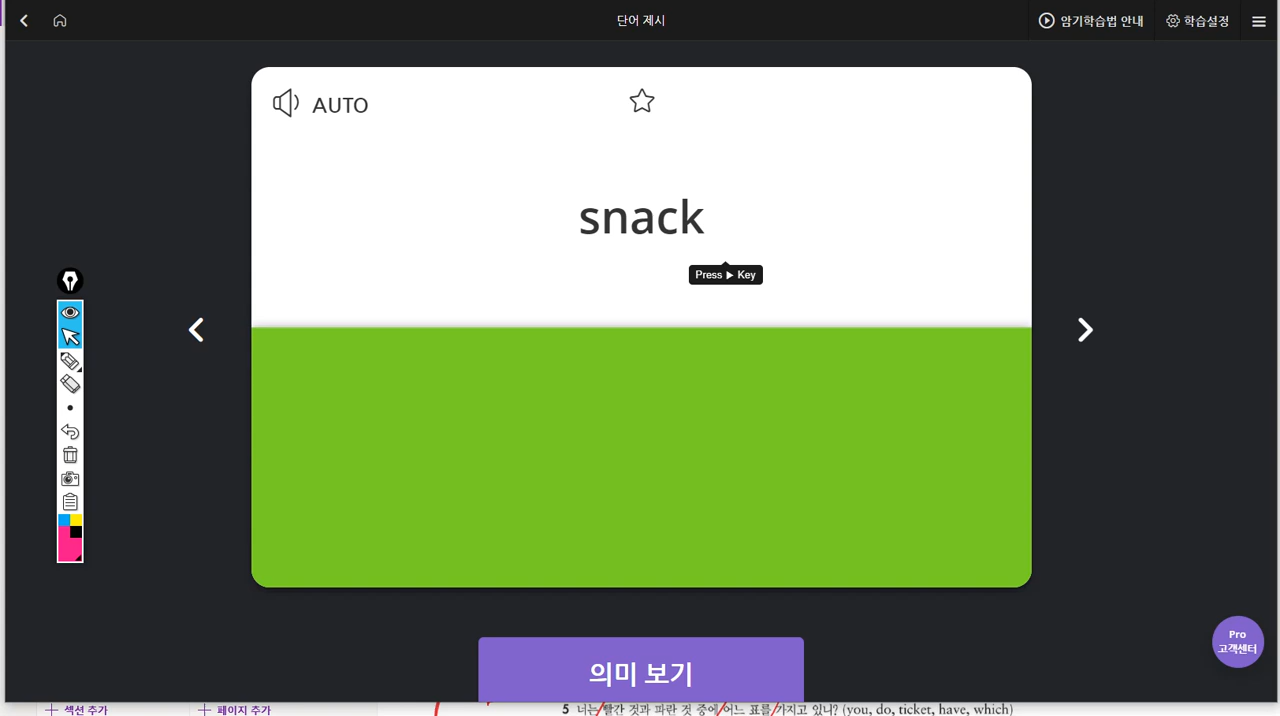 단어 제시
암기학습법 안내
학습설정
AUTO
snack
Press ▶ Key
의미 보기
Pro
고객센터
섹션 추가
페이지 추가
5 너는/빨간 것과 파란 것 중에/어느 표를/가지고 있니? (you, do, ticket, have, which)